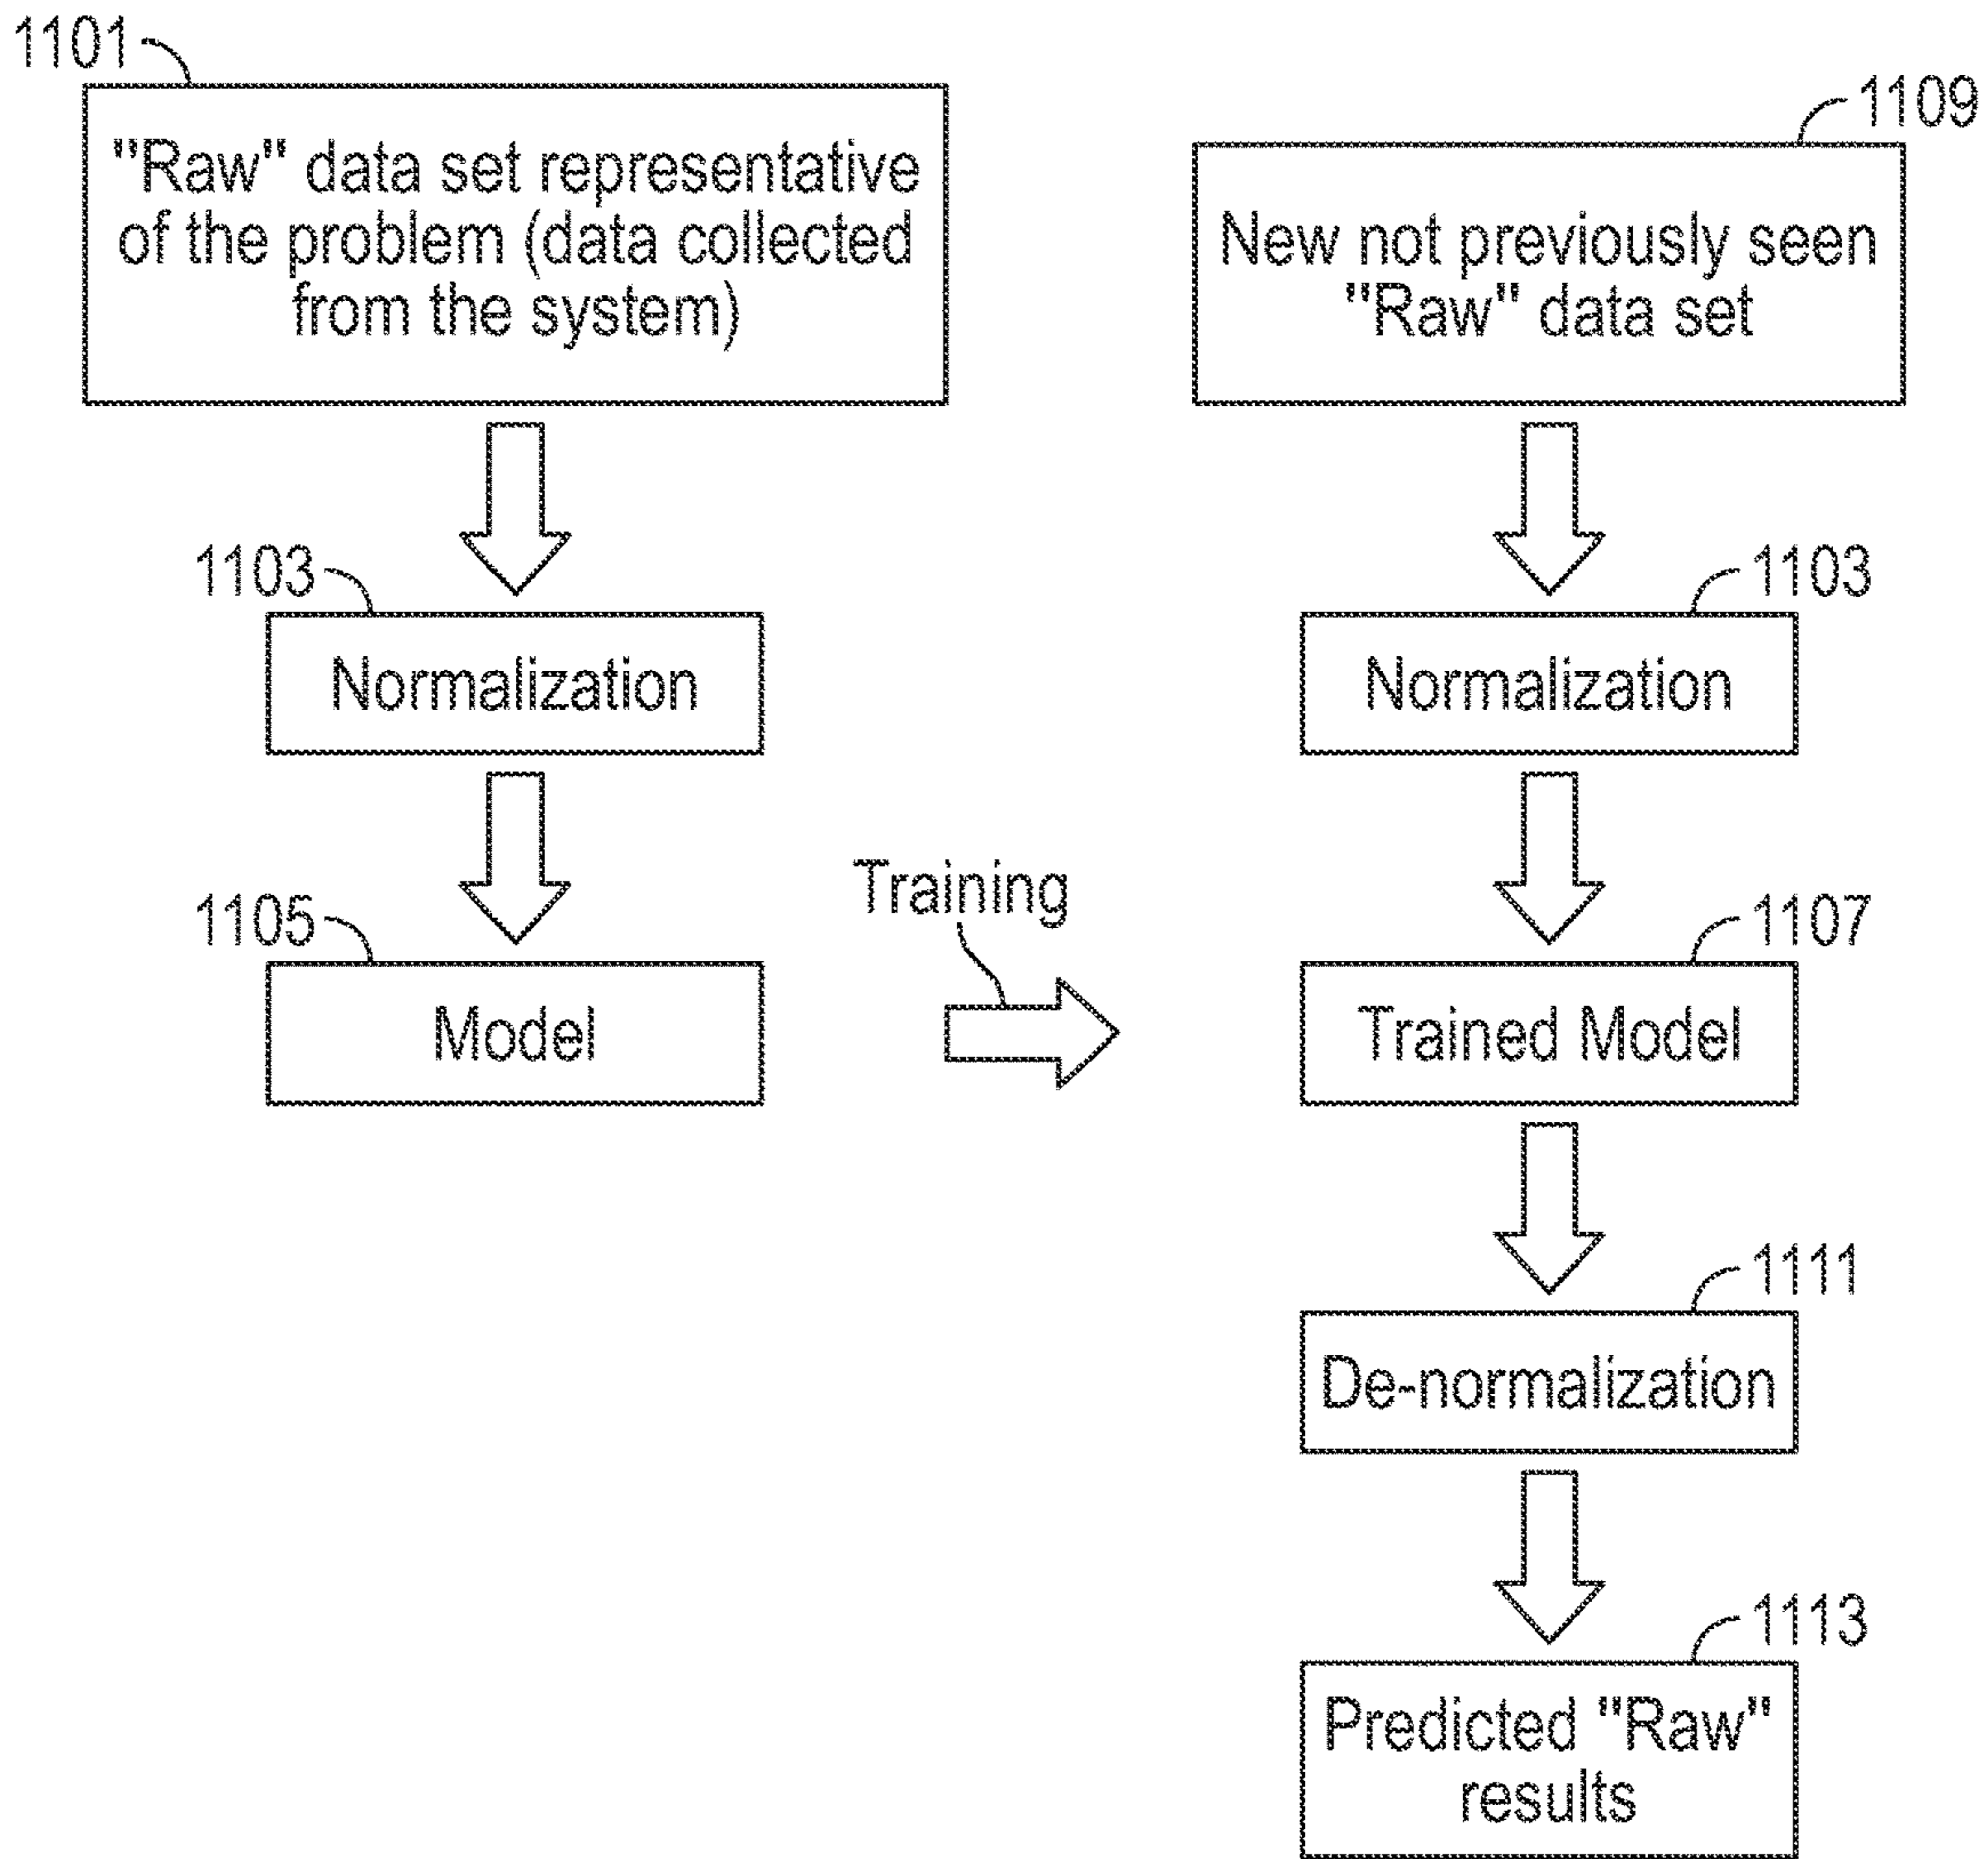 1101
"Raw" data set representative
of the problem (data collected
from the system)
1103
Normalization
1105
Model
Training
1109
New not previously seen
"Raw" data set
1103
Normalization
1107
Trained Model
1111
De-normalization
1113
Predicted "Raw"
results